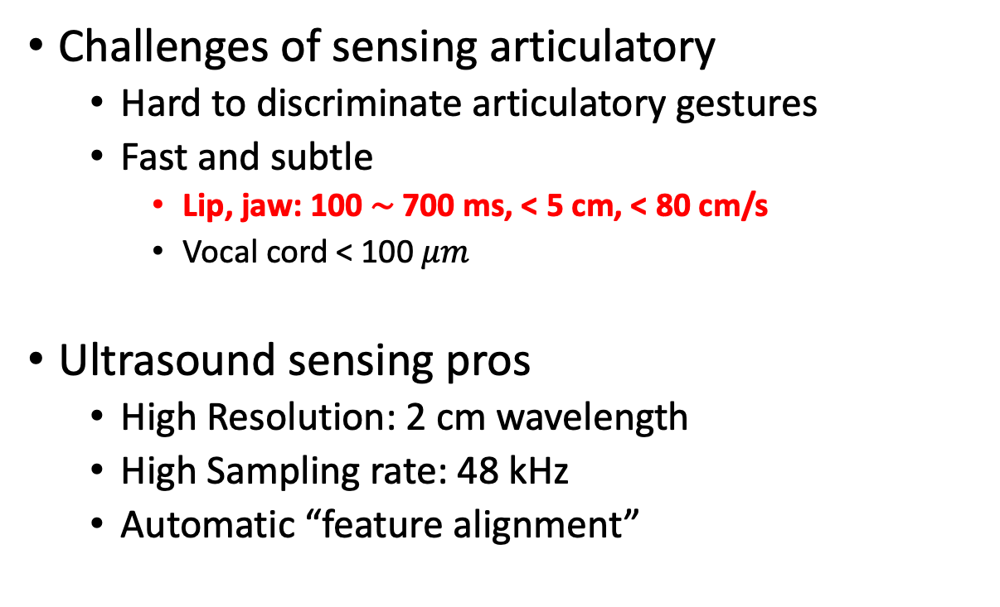 • Challenges of sensing articulatory
• Hard to discriminate articulatory gestures
• Fast and subtle
• Lip, jaw: 100 ~ 700 ms, < 5 cm, < 80 cm/s
• Vocal cord < 100 μm
• Ultrasound sensing pros
• High Resolution: 2 cm wavelength
• High Sampling rate: 48 kHz
• Automatic “feature alignment”